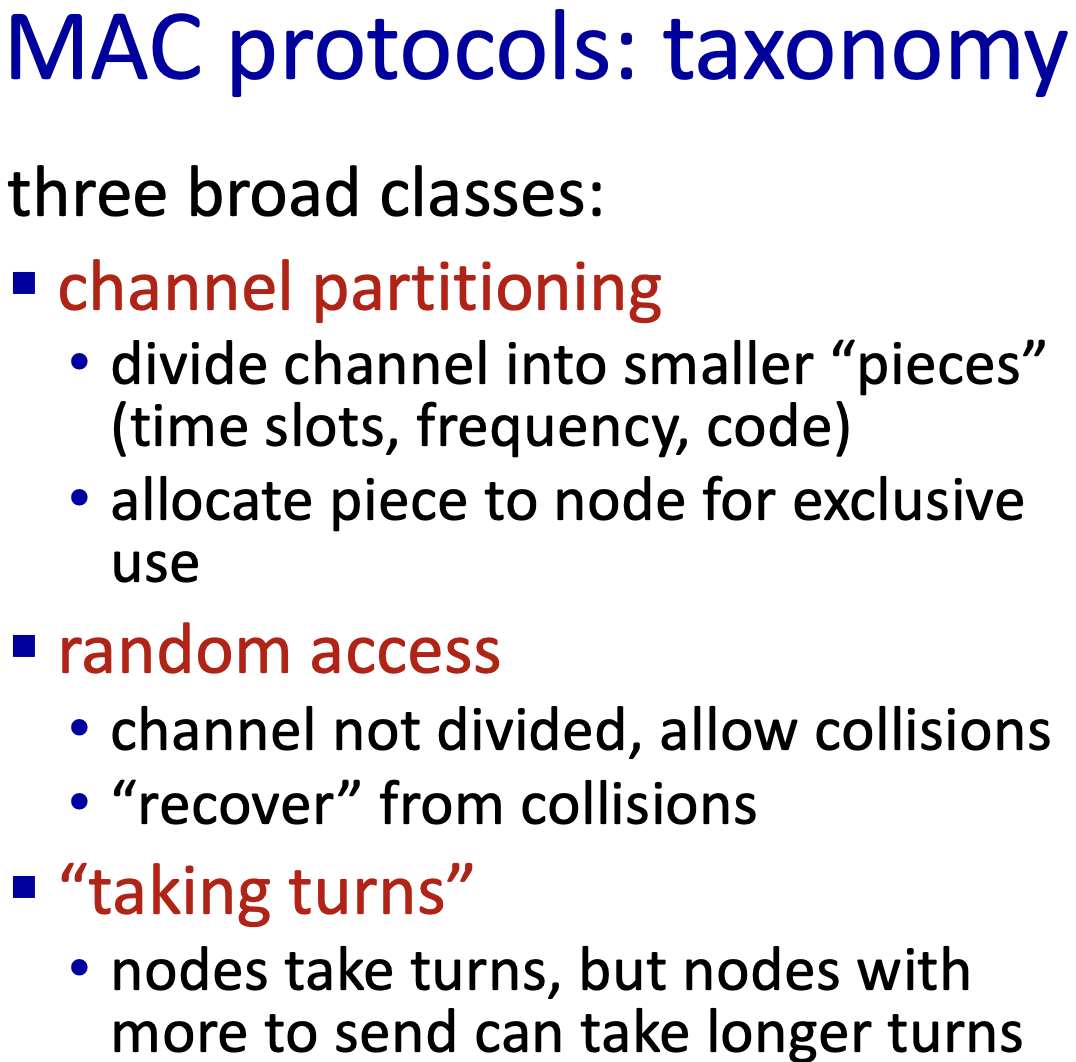 MAC protocols: taxonomy
three broad classes:
▪ channel partitioning
• divide channel into smaller “pieces”
(time slots, frequency, code)
• allocate piece to node for exclusive
use
▪ random access
• channel not divided, allow collisions
• “recover” from collisions
▪ “taking turns”
• nodes take turns, but nodes with
more to send can take longer turns